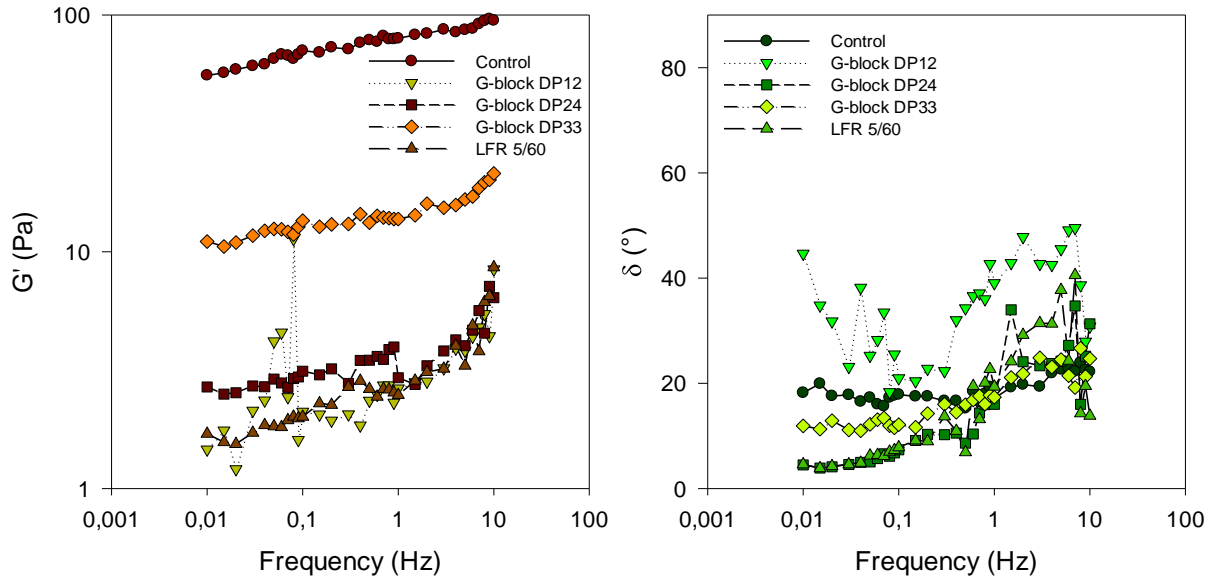 100
10
1
G' (Pa)
0,001 0,01 0,1 1 10 100
Frequency (Hz)
Control
G-block DP12
G-block DP24
G-block DP33
LFR 5/60
80
60
40
20
0
δ (°)
0,001 0,01 0,1 1 10 100
Frequency (Hz)
Control
G-block DP12
G-block DP24
G-block DP33
LFR 5/60